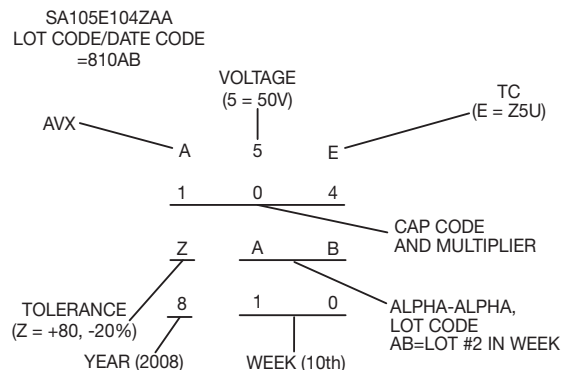 SA105E104ZAA
LOT CODE/DATE CODE
=810AB
VOLTAGE
(5 = 50V)
TC
(E = Z5U)
AVX
A 5 E
1 0 4
CAP CODE
AND MULTIPLIER
Z A B
TOLERANCE
(Z = +80, -20%)
8 1 0
ALPHA-ALPHA,
LOT CODE
AB=LOT #2 IN WEEK
YEAR (2008)
WEEK (10th)